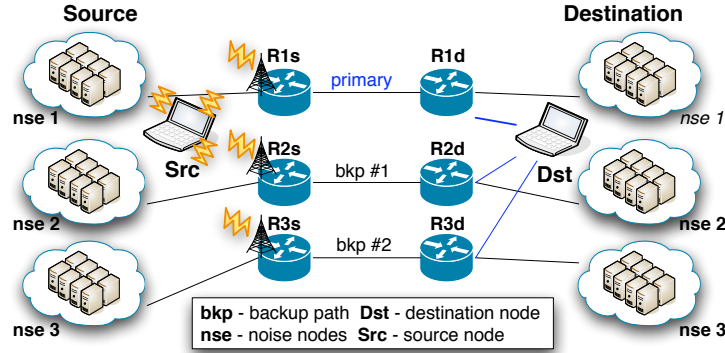 Source
Destination
R1s
R1d
primary
nse 1
nse 1
Src
Dst
R2s
R2d
bkp #1
nse 2
nse 2
R3s
R3d
bkp #2
nse 3
nse 3
bkp - backup path Dst - destination node
nse - noise nodes Src - source node